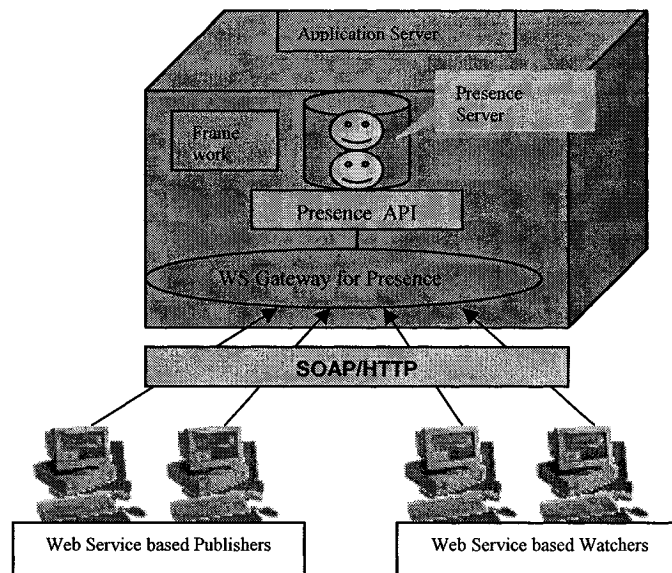 Application Server
Presence
Server
Frame
work
Presence API
WS Gateway for Presence
SOAP/HTTP
Web Service based Publishers
Web Service based Watchers